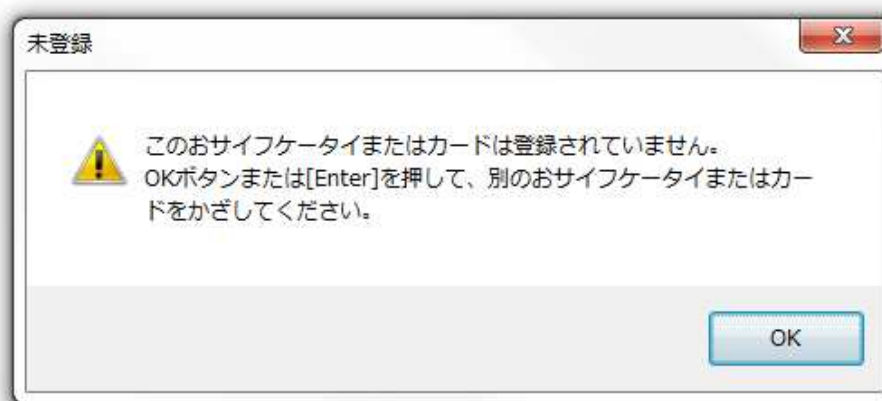 未登録
このおサイフケータイまたはカードは登録されていません。
OKボタンまたは[Enter]を押して、別のおサイフケータイまたはカー
ドをかざしてください。
OK